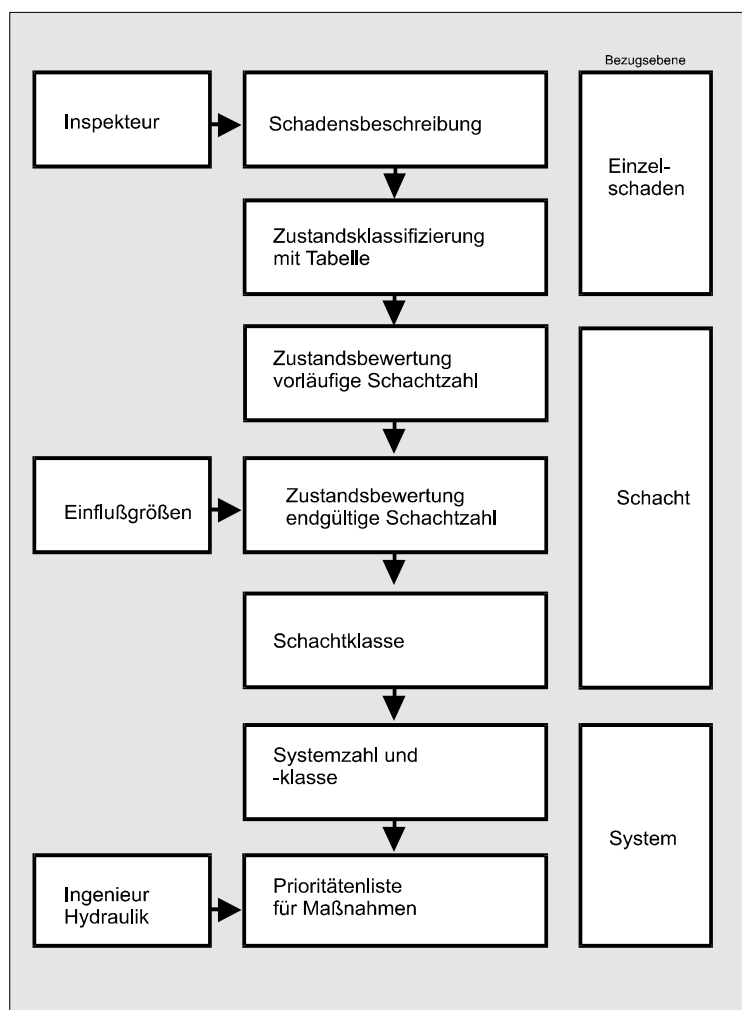 Bezugsebene
Inspekteur
Schadensbeschreibung
Einzel-
schaden
Zustandsklassifizierung
mit Tabelle
Zustandsbewertung
vorläufige Schachtzahl
Einflußgrößen
Zustandsbewertung
endgültige Schachtzahl
Schacht
Schachtklasse
Systemzahl und
-klasse
System
Ingenieur
Hydraulik
Prioritätenliste
für Maßnahmen